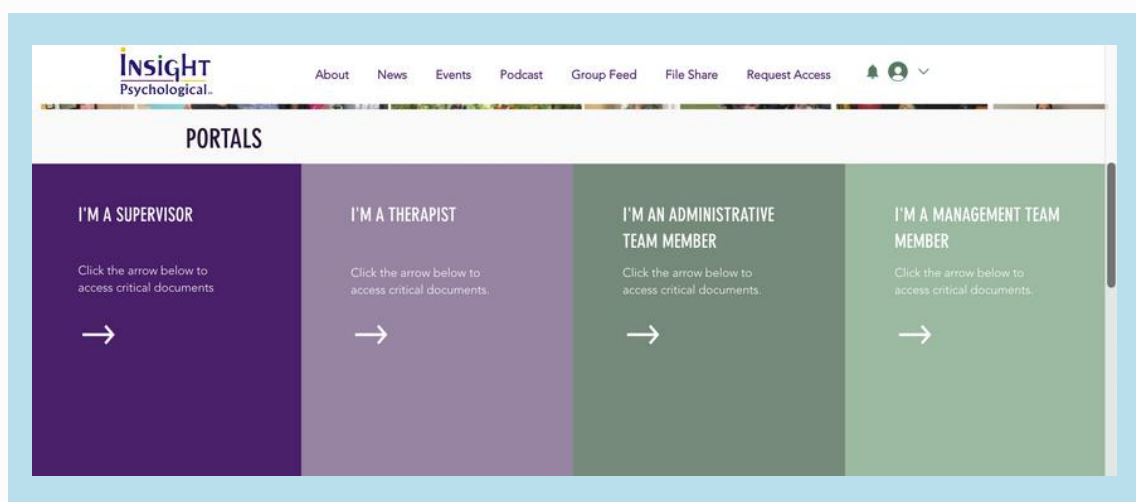 Insight
Psychological
About News Events Podcast Group Feed File Share Request Access
PORTALS
I'M A SUPERVISOR
Click the arrow below to
access critical documents
I'M A THERAPIST
Click the arrow below to
access critical documents.
I'M AN ADMINISTRATIVE
TEAM MEMBER
Click the arrow below to
access critical documents.
I'M A MANAGEMENT TEAM
MEMBER
Click the arrow below to
access critical documents.